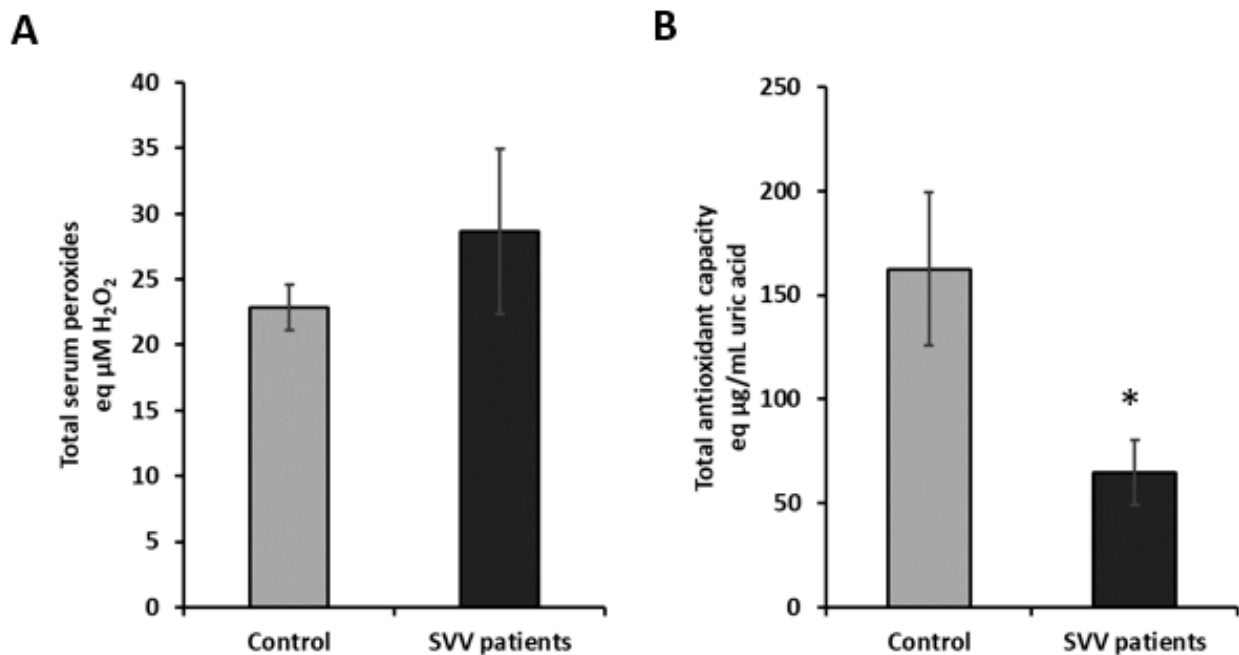 A
Total serum peroxides
eq µM H₂O₂
40
35
30
25
20
15
10
5
0
Control
SVV patients
B
Total antioxidant capacity
eq µg/mL uric acid
250
200
150
100
50
0
*
Control
SVV patients